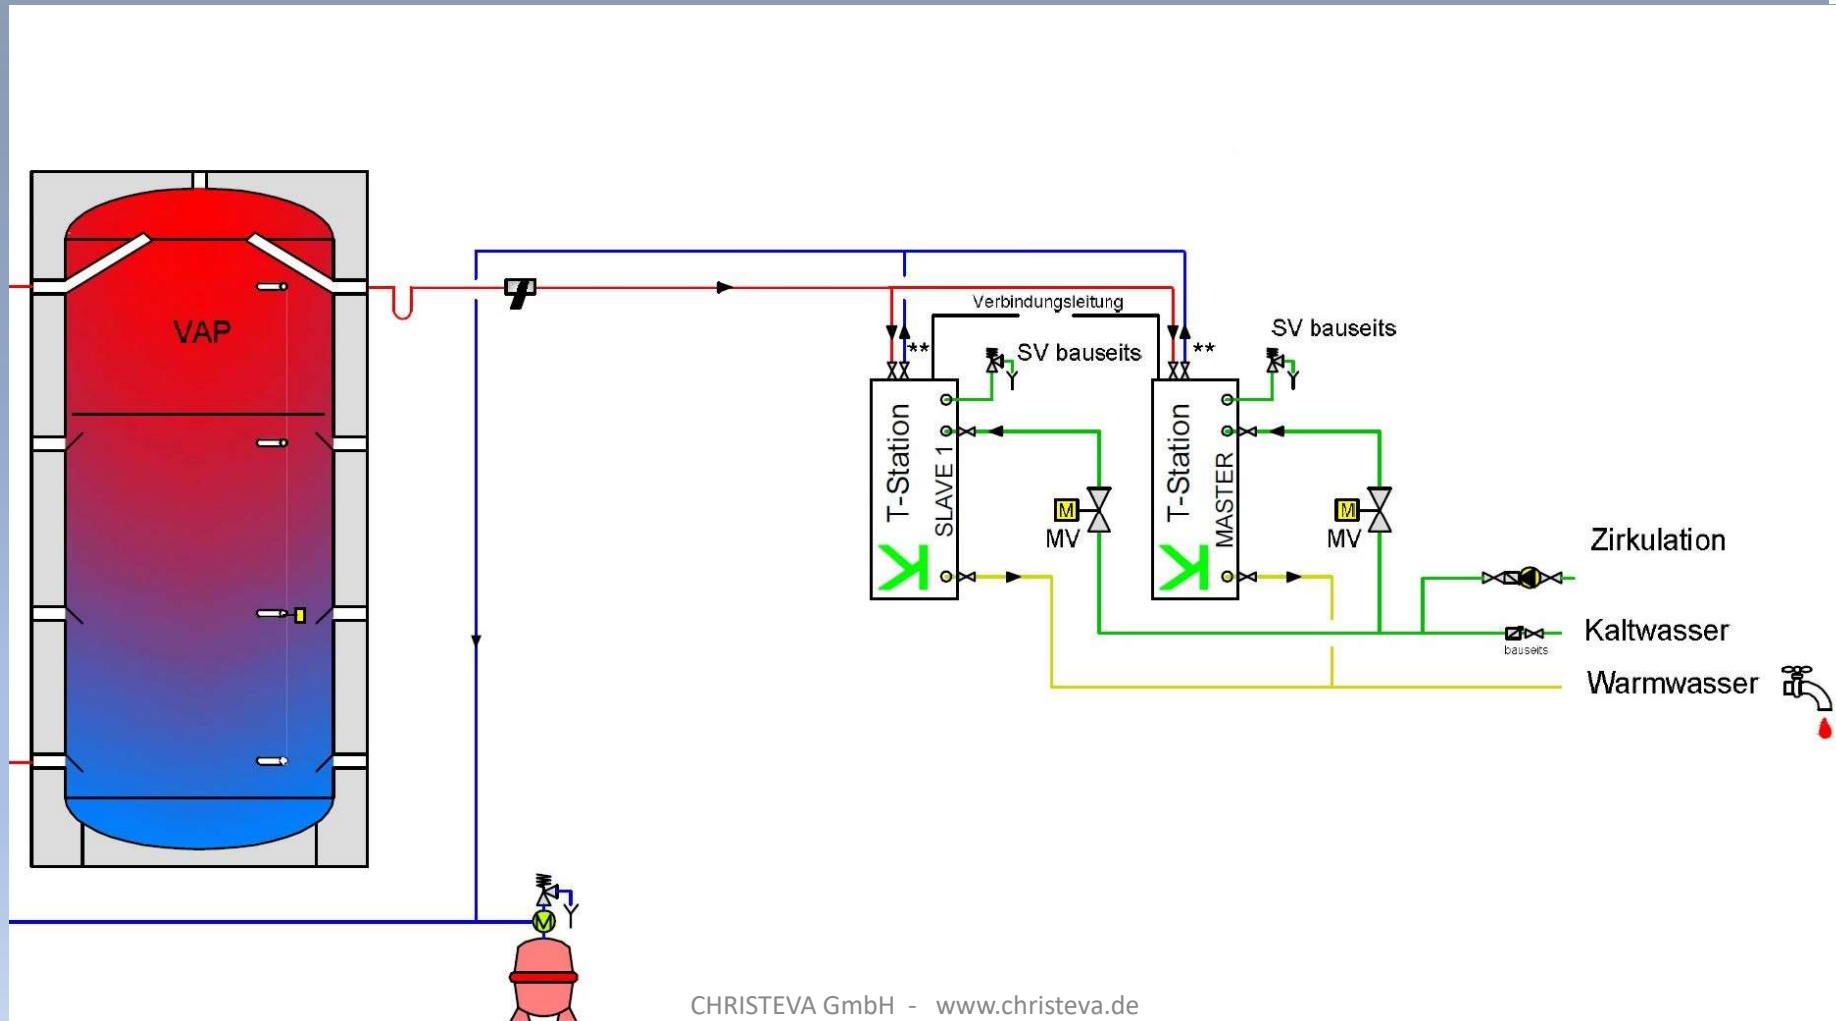 Verbindungsleitung
SV bauseits
SV bauseits
VAP
**
**
T-Station
SLAVE 1
T-Station
MASTER
M
MV
M
MV
Zirkulation
Kaltwasser
bauseits
Warmwasser
M
CHRISTEVA GmbH - www.christeva.de